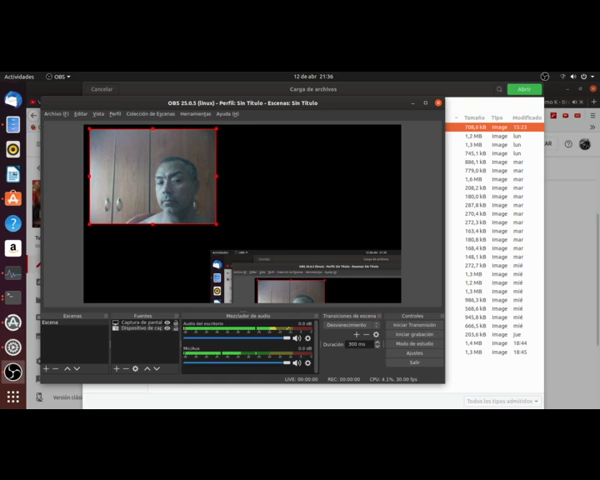 Actividades
OBS
12 de abr 21:36
Cancelar
Carga de archivos
Abrir
OBS 25.0.5 (linux) - Perfil: Sin Título - Escenas: Sin Título
Archivo (F) Editar Vista Perfil Colección de Escenas Herramientas Ayuda (H)
Tamaño Tipo Modificado
708,6 kB Image 15:23
1,2 MB Image lun
1,3 MB Image lun
745,1 kB Image lun
886,9 kB Image mar
779,0 kB Image mar
1,6 MB Image mar
208,2 kB Image mar
180,0 kB Image mar
287,8 kB Image mar
270,4 kB Image mar
272,3 kB Image mar
163,4 kB Image mar
180,8 kB Image mar
168,4 kB Image mar
148,1 kB Image mar
272,7 kB Image mié
1,3 MB Image mié
1,2 MB Image mié
986,3 kB Image mié
568,8 kB Image mié
945,8 kB Image mié
666,5 kB Image mié
203,6 kB Image jue
1,4 MB Image 18:44
1,3 MB Image 18:45
Escenas
Fuentes
Mezclador de audio
Transiciones de escena
Controles
Escena
Captura de pantal
Dispositivo de cap
Audio del escritorio 0.0 dB
Mic/Aux 0.0 dB
Desvanecimiento
Duración 300 ms
Iniciar Transmisión
Iniciar grabación
Modo de estudio
Ajustes
Salir
LIVE: 00:00:00 REC: 00:00:00 CPU: 4.1%, 30.00 fps
Versión clási
Todos los tipos admitidos